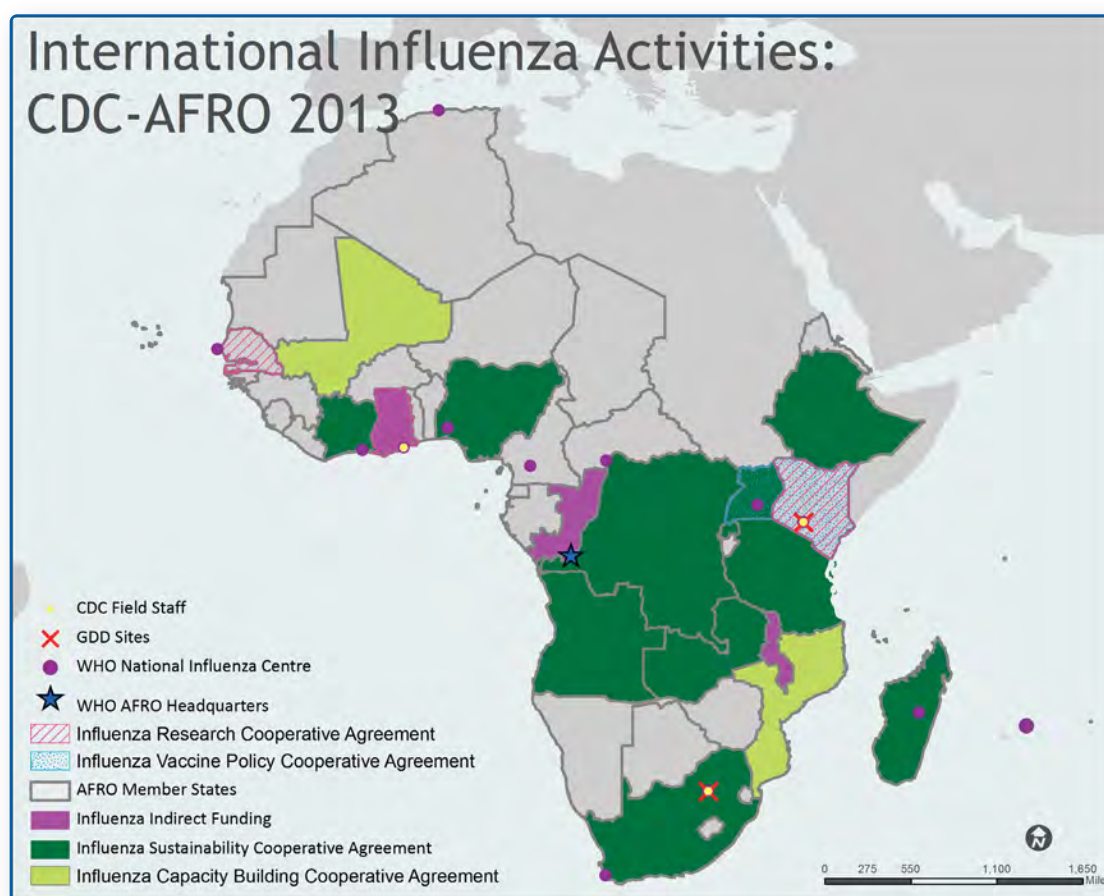 International Influenza Activities:
CDC-AFRO 2013
CDC Field Staff
GDD Sites
WHO National Influenza Centre
WHO AFRO Headquarters
Influenza Research Cooperative Agreement
Influenza Vaccine Policy Cooperative Agreement
AFRO Member States
Influenza Indirect Funding
Influenza Sustainability Cooperative Agreement
Influenza Capacity Building Cooperative Agreement
N
0 275 550 1,100 1,650
Miles